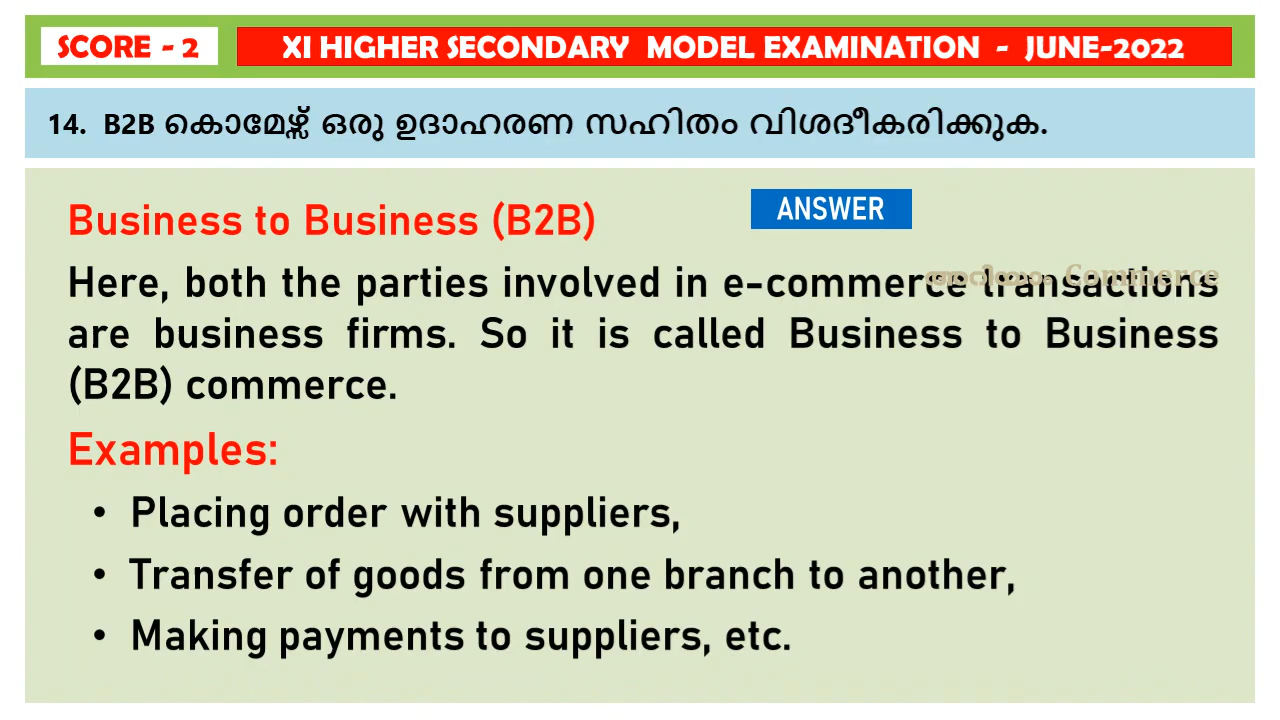 SCORE - 2
XI HIGHER SECONDARY MODEL EXAMINATION - JUNE-2022
14. B2B കൊമേഴ്സ് ഒരു ഉദാഹരണ സഹിതം വിശദീകരിക്കുക.
Business to Business (B2B)
ANSWER
Here, both the parties involved in e-commerce transactions
Commerce
are business firms. So it is called Business to Business
(B2B) commerce.
Examples:
• Placing order with suppliers,
• Transfer of goods from one branch to another,
• Making payments to suppliers, etc.